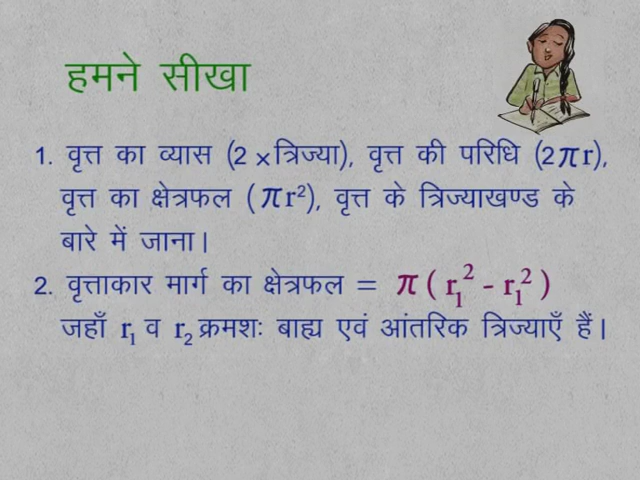 हमने सीखा
1. वृत्त का व्यास (2 × त्रिज्या), वृत्त की परिधि (2πr),
वृत्त का क्षेत्रफल (πr²), वृत्त के त्रिज्याखण्ड के
बारे में जाना।
2. वृत्ताकार मार्ग का क्षेत्रफल = π ( r₁² - r₁² )
जहाँ r₁ व r₂ क्रमशः बाह्य एवं आंतरिक त्रिज्याएँ हैं।